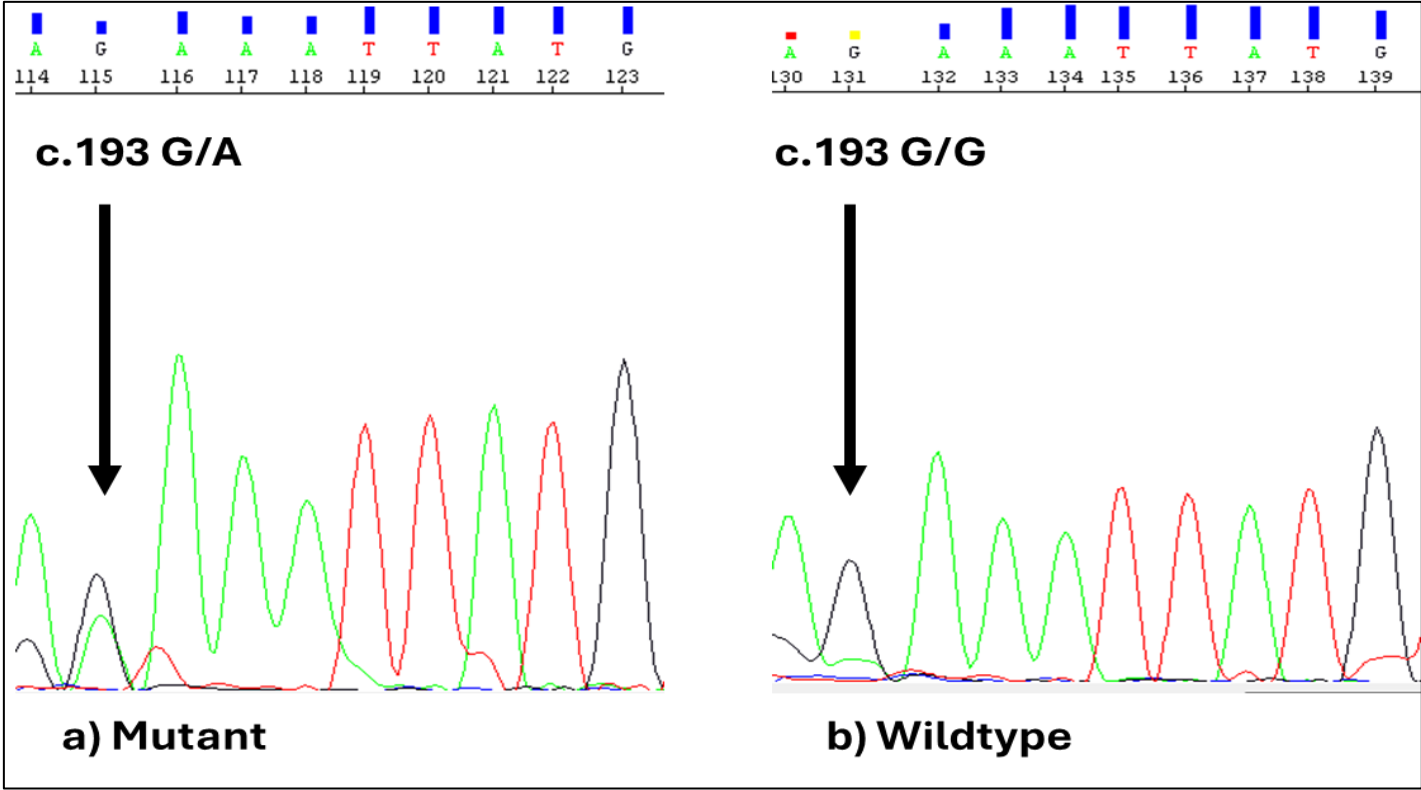 A G A A A T T A T G
114 115 116 117 118 119 120 121 122 123
c.193 G/A
a) Mutant
A G A A A T T A T G
130 131 132 133 134 135 136 137 138 139
c.193 G/G
b) Wildtype